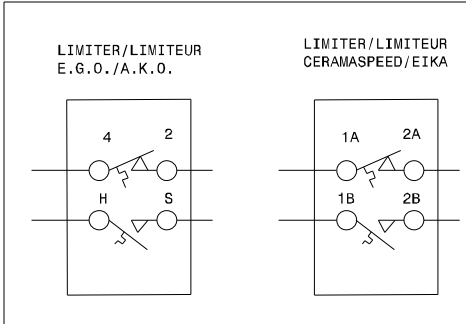 LIMITER/LIMITEUR
E.G.O./A.K.O.
LIMITER/LIMITEUR
CERAMASPEED/EIKA
4 2
H S
1A 2A
1B 2B